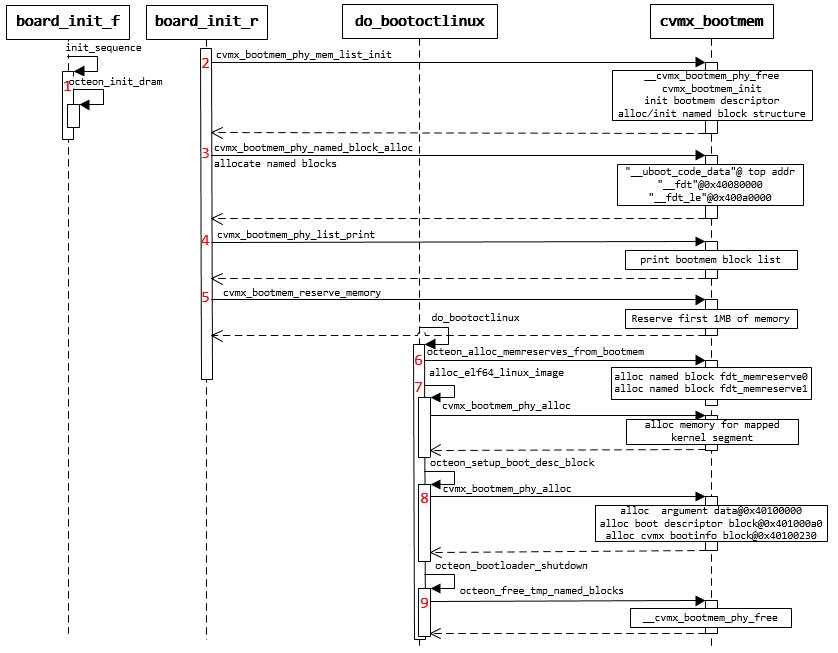 board_init_f
board_init_r
do_bootoctlinux
cvmx_bootmem
init_sequence
1
octeon_init_dram
2
cvmx_bootmem_phy_mem_list_init
__cvmx_bootmem_phy_free
cvmx_bootmem_init
init bootmem descriptor
alloc/init named block structure
3
cvmx_bootmem_phy_named_block_alloc
allocate named blocks
"__uboot_code_data"@ top addr
"__fdt"@0x40080000
"__fdt_le"@0x400a0000
4
cvmx_bootmem_phy_list_print
print bootmem block list
5
cvmx_bootmem_reserve_memory
Reserve first 1MB of memory
do_bootoctlinux
6
octeon_alloc_memreserves_from_bootmem
alloc named block fdt_memreserve0
alloc named block fdt_memreserve1
7
alloc_elf64_linux_image
cvmx_bootmem_phy_alloc
alloc memory for mapped
kernel segment
octeon_setup_boot_desc_block
8
cvmx_bootmem_phy_alloc
alloc argument data@0x40100000
alloc boot descriptor block@0x401000a0
alloc cvmx bootinfo block@0x40100230
octeon_bootloader_shutdown
9
octeon_free_tmp_named_blocks
__cvmx_bootmem_phy_free